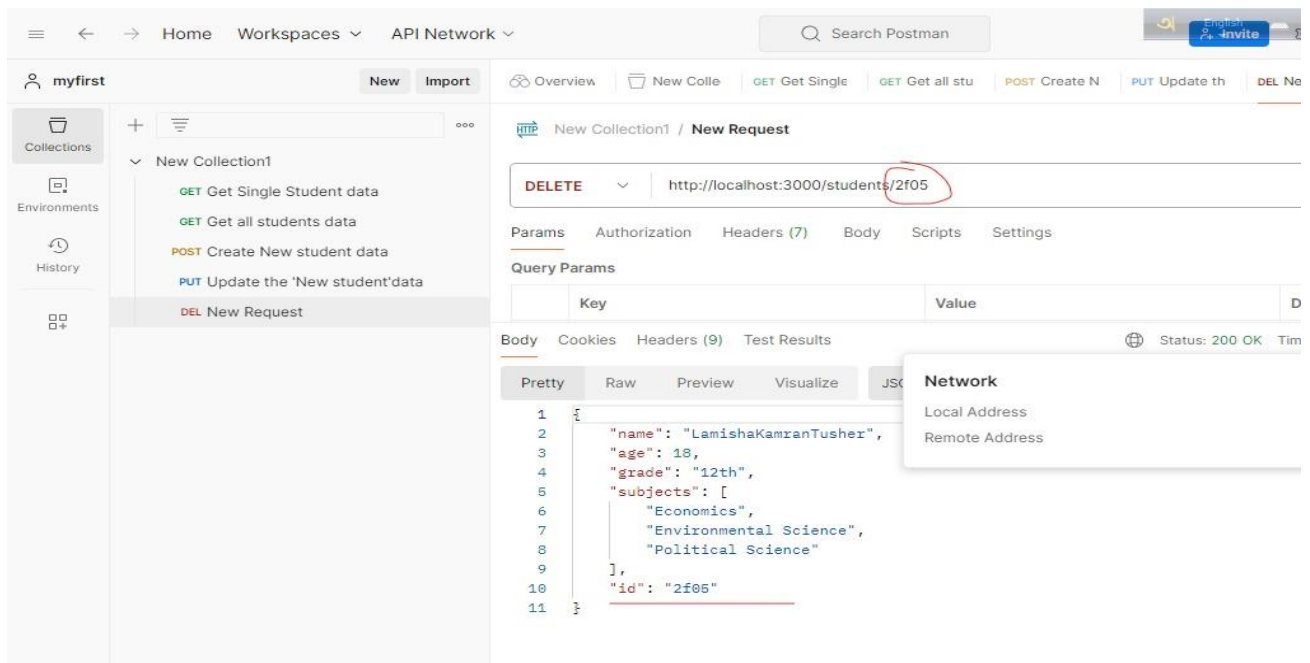 Home Workspaces API Network Search Postman অ English Invite
myfirst New Import
Overview New Colle GET Get Single GET Get all stu POST Create N PUT Update th DEL Ne
Collections
Environments
History
New Collection1
GET Get Single Student data
GET Get all students data
POST Create New student data
PUT Update the 'New student'data
DEL New Request
HTTP New Collection1 / New Request
DELETE http://localhost:3000/students/2f05
Params Authorization Headers (7) Body Scripts Settings
Query Params
Key Value D
Body Cookies Headers (9) Test Results Status: 200 OK Tim
Pretty Raw Preview Visualize JSO
Network
Local Address
Remote Address
1 {
2 "name": "LamishaKamranTusher",
3 "age": 18,
4 "grade": "12th",
5 "subjects": [
6 "Economics",
7 "Environmental Science",
8 "Political Science"
9 ],
10 "id": "2f05"
11 }